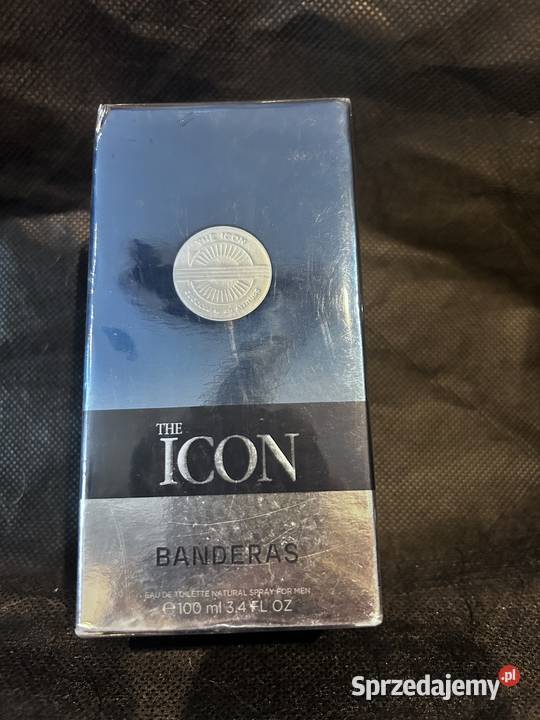 THE ICON
THE
ICON
BANDERAS
EAU DE TOILETTE NATURAL SPRAY FOR MEN
℮ 100 ml 3,4 FL OZ
Sprzedajemy.pl